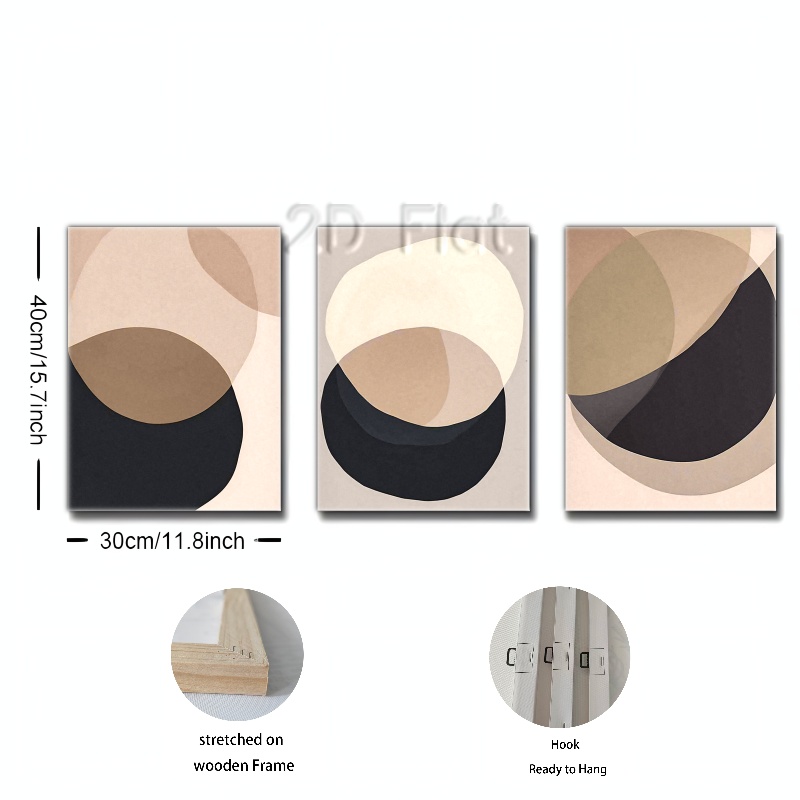 2D Flat
40cm/15.7inch
30cm/11.8inch
stretched on
wooden Frame
Hook
Ready to Hang